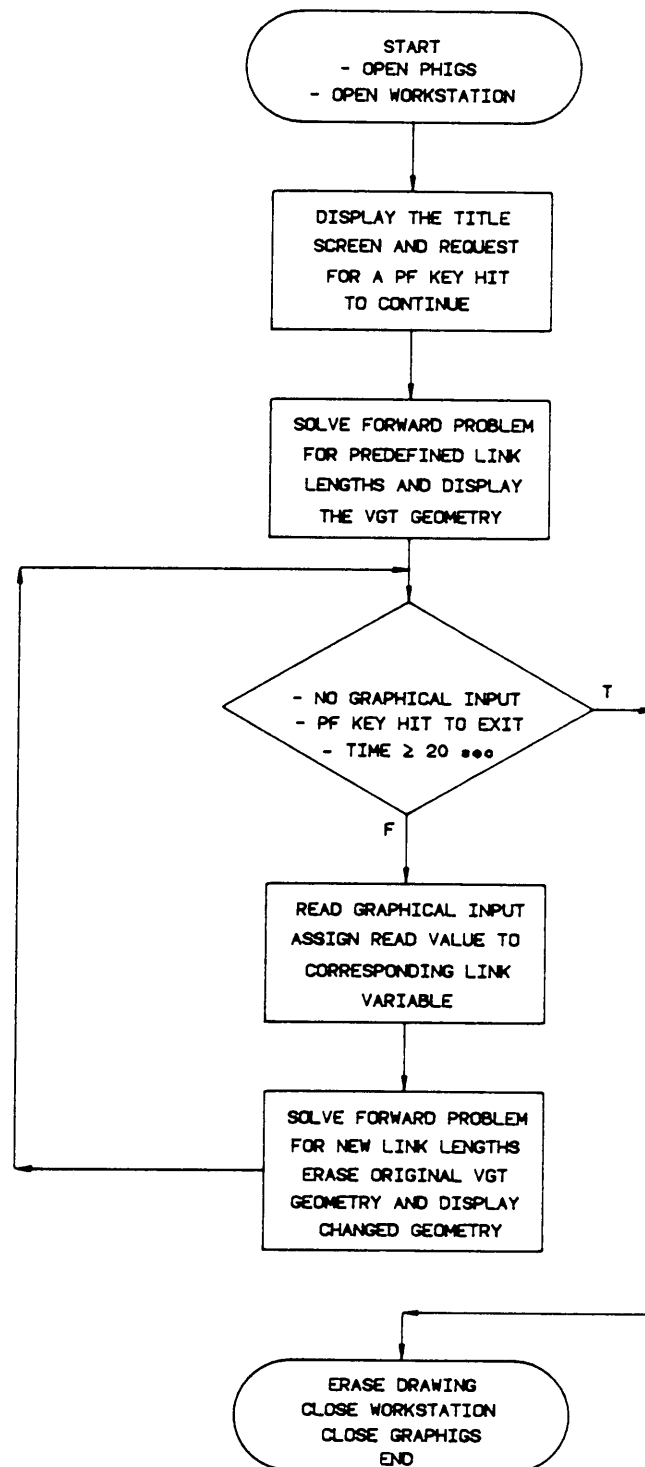 START
- OPEN PHIGS
- OPEN WORKSTATION
DISPLAY THE TITLE
SCREEN AND REQUEST
FOR A PF KEY HIT
TO CONTINUE
SOLVE FORWARD PROBLEM
FOR PREDEFINED LINK
LENGTHS AND DISPLAY
THE VGT GEOMETRY
- NO GRAPHICAL INPUT
- PF KEY HIT TO EXIT
- TIME ≥ 20 sec
T
F
READ GRAPHICAL INPUT
ASSIGN READ VALUE TO
CORRESPONDING LINK
VARIABLE
SOLVE FORWARD PROBLEM
FOR NEW LINK LENGTHS
ERASE ORIGINAL VGT
GEOMETRY AND DISPLAY
CHANGED GEOMETRY
ERASE DRAWING
CLOSE WORKSTATION
CLOSE GRAPHIGS
END